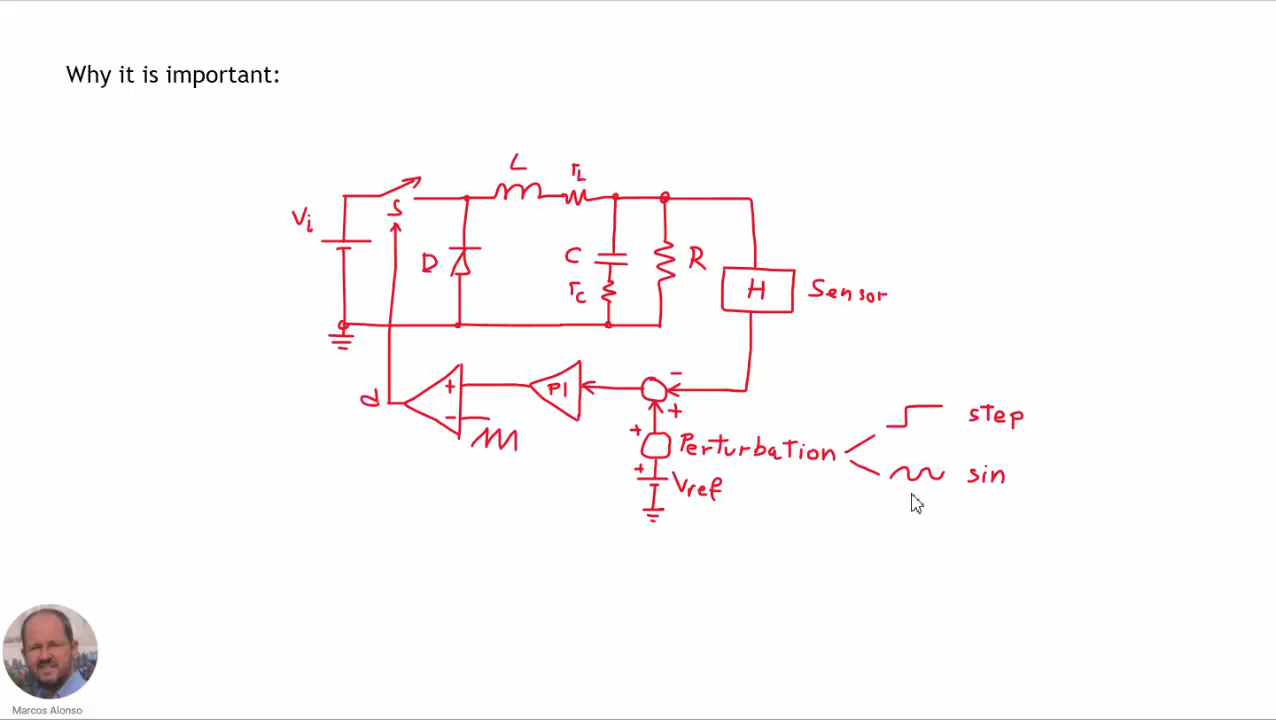 Why it is important:
L
rL
Vi
S
D
C
R
rC
H
Sensor
d
+
-
PI
-
+
+
Perturbation
step
sin
+
Vref
Marcos Alonso